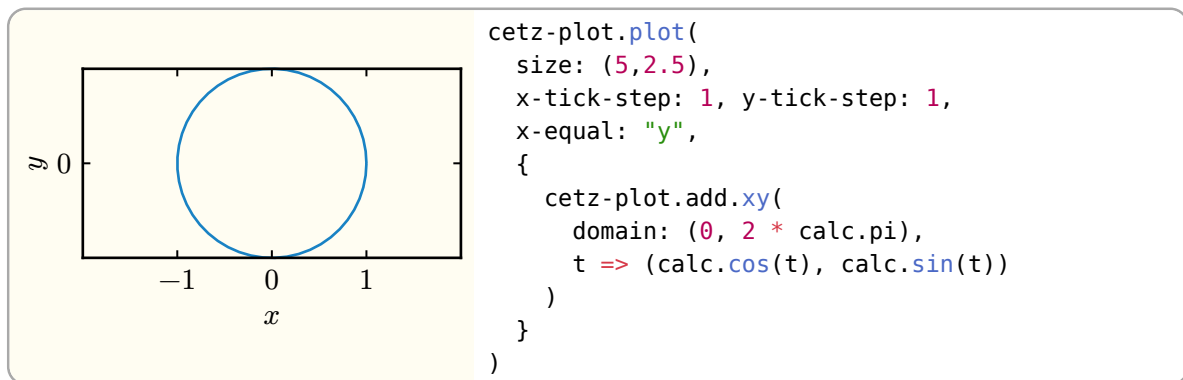 y 0
−1 0 1
x
cetz-plot.plot(
  size: (5,2.5),
  x-tick-step: 1, y-tick-step: 1,
  x-equal: "y",
  {
    cetz-plot.add.xy(
      domain: (0, 2 * calc.pi),
      t => (calc.cos(t), calc.sin(t))
    )
  }
)